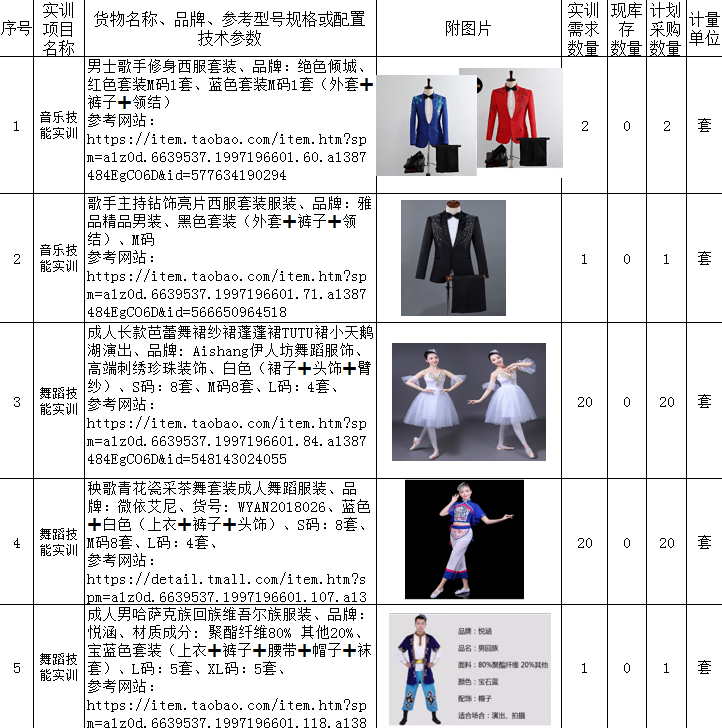 序号
实训
项目
名称
货物名称、品牌、参考型号规格或配置
技术参数
附图片
实训
需求
数量
现库
存
数量
计划
采购
数量
计量
单位
1
音乐技
能实训
男士歌手修身西服套装、品牌：绝色倾城、
红色套装M码1套、蓝色套装M码1套（外套➕
裤子➕领结）
参考网站：
https://item.taobao.com/item.htm?sp
m=a1z0d.6639537.1997196601.60.a1387
484EgCO6D&id=577634190294
2
0
2
套
2
音乐技
能实训
歌手主持钻饰亮片西服套装服装、品牌：雅
品精品男装、黑色套装（外套➕裤子➕领
结）、M码
参考网站：
https://item.taobao.com/item.htm?sp
m=a1z0d.6639537.1997196601.71.a1387
484EgCO6D&id=566650964518
1
0
1
套
3
舞蹈技
能实训
成人长款芭蕾舞裙纱裙蓬蓬裙TUTU裙小天鹅
湖演出、品牌：Aishang伊人坊舞蹈服饰、
高端刺绣珍珠装饰、白色（裙子➕头饰➕臂
纱）、S码：8套、M码8套、L码：4套、
参考网站：
https://item.taobao.com/item.htm?sp
m=a1z0d.6639537.1997196601.84.a1387
484EgCO6D&id=548143024055
20
0
20
套
4
舞蹈技
能实训
秧歌青花瓷采茶舞套装成人舞蹈服装、品
牌：微依艾尼、货号：WYAN2018026、蓝色
➕白色（上衣➕裤子➕头饰）、S码：8套、
M码8套、L码：4套、
参考网站：
https://detail.tmall.com/item.htm?s
pm=a1z0d.6639537.1997196601.107.a13
20
0
20
套
5
舞蹈技
能实训
成人男哈萨克族回族维吾尔族服装、品牌：
悦涵、材质成分：聚酯纤维80% 其他20%、
宝蓝色套装（上衣➕裤子➕腰带➕帽子➕袜
套）、L码：5套、XL码：5套、
参考网站：
https://item.taobao.com/item.htm?sp
m=a1z0d.6639537.1997196601.118.a138
品牌：悦涵
品名：男回族
面料：80%聚酯纤维 20%其他
颜色：宝石蓝
配饰：帽子
适合场合：演出、拍摄
1
0
1
套